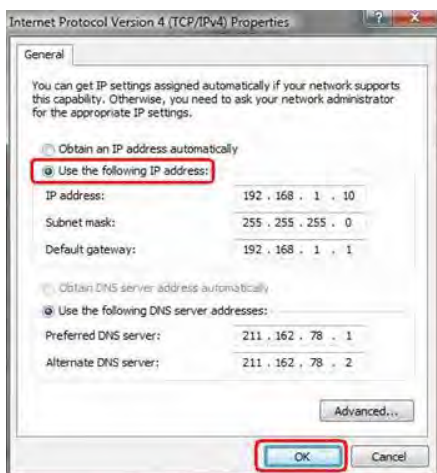 Internet Protocol Version 4 (TCP/IPv4) Properties
General
You can get IP settings assigned automatically if your network supports
this capability. Otherwise, you need to ask your network administrator
for the appropriate IP settings.
Obtain an IP address automatically
Use the following IP address:
IP address: 192 . 168 . 1 . 10
Subnet mask: 255 . 255 . 255 . 0
Default gateway: 192 . 168 . 1 . 1
Obtain DNS server address automatically
Use the following DNS server addresses:
Preferred DNS server: 211 . 162 . 78 . 1
Alternate DNS server: 211 . 162 . 78 . 2
Advanced...
OK Cancel